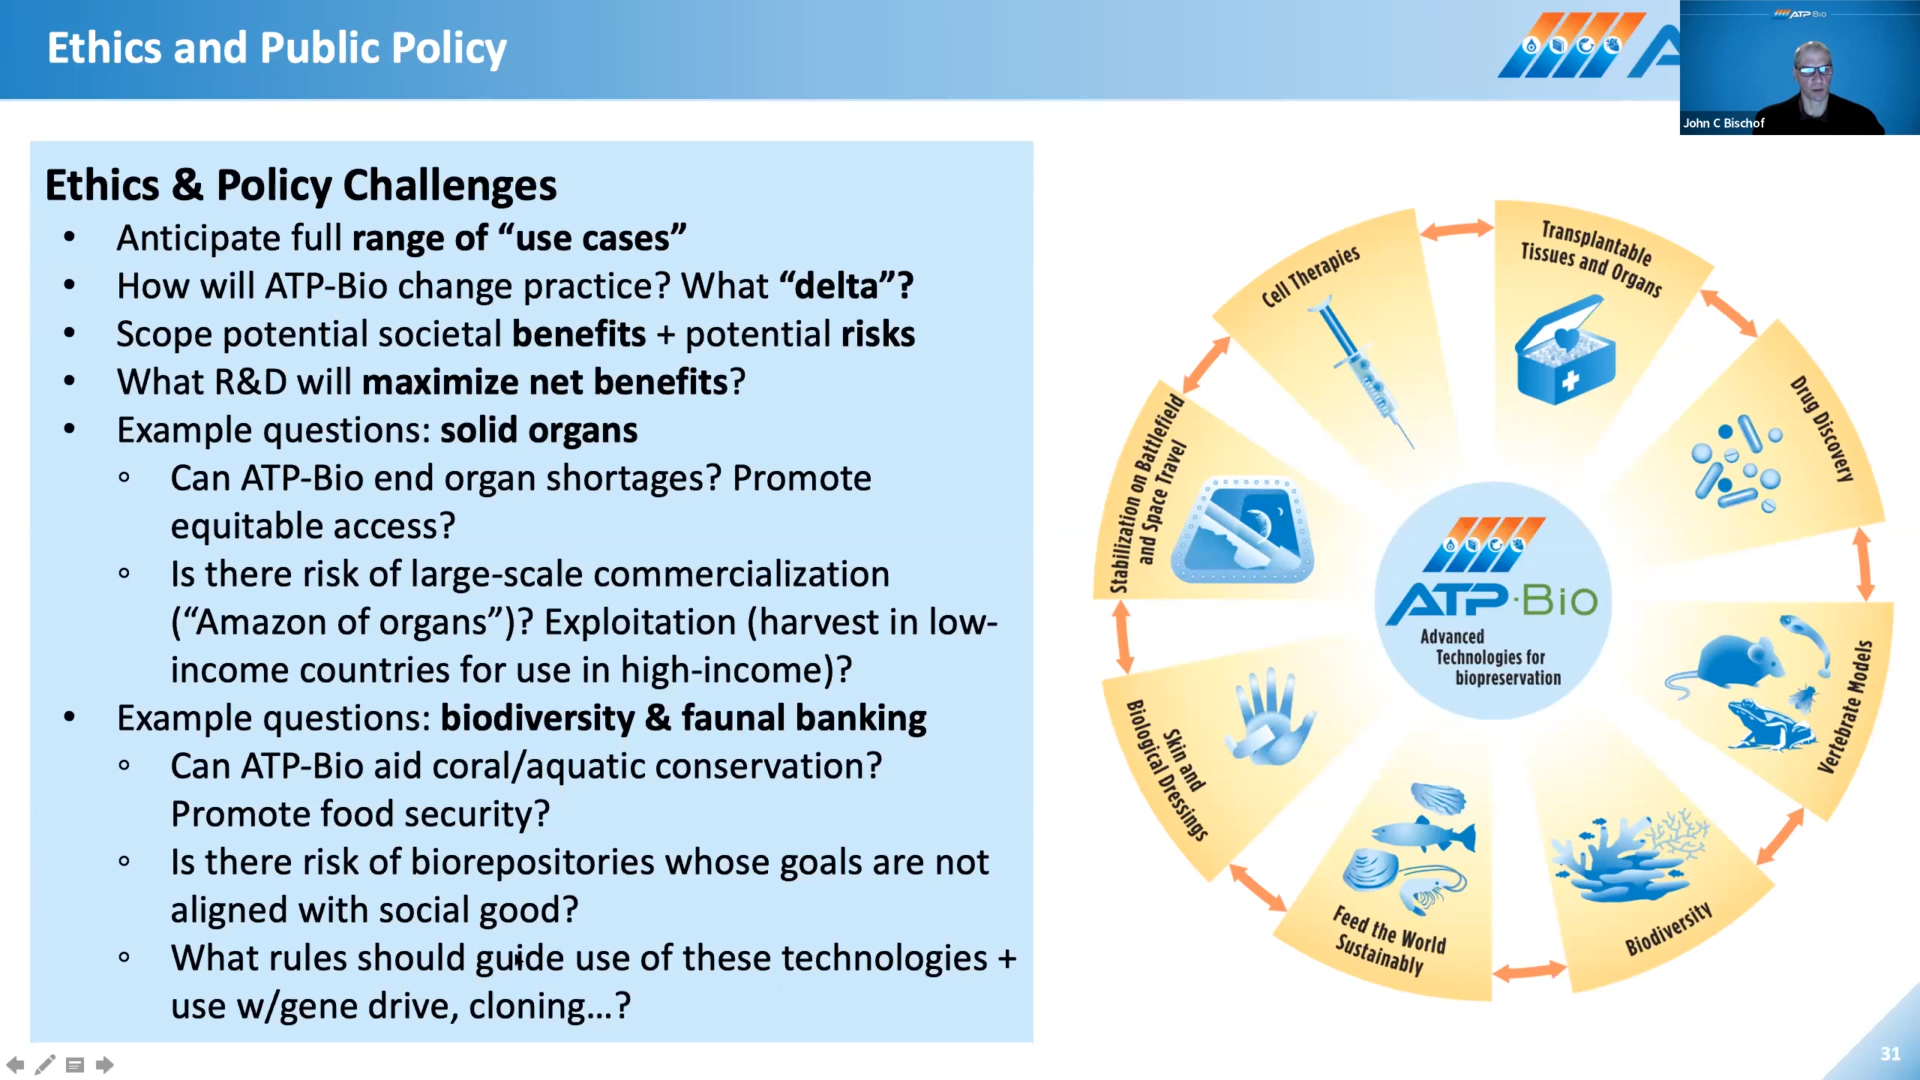 Ethics and Public Policy
A
ATP-Bio
John C Bischof
Ethics & Policy Challenges
• Anticipate full range of “use cases”
• How will ATP-Bio change practice? What “delta”?
• Scope potential societal benefits + potential risks
• What R&D will maximize net benefits?
• Example questions: solid organs
◦ Can ATP-Bio end organ shortages? Promote
equitable access?
◦ Is there risk of large-scale commercialization
(“Amazon of organs”)? Exploitation (harvest in low-
income countries for use in high-income)?
• Example questions: biodiversity & faunal banking
◦ Can ATP-Bio aid coral/aquatic conservation?
Promote food security?
◦ Is there risk of biorepositories whose goals are not
aligned with social good?
◦ What rules should guide use of these technologies +
use w/gene drive, cloning...?
Cell Therapies
Transplantable
Tissues and Organs
Drug Discovery
Vertebrate Models
Biodiversity
Feed the World
Sustainably
Skin and
Biological Dressings
Stabilization on Battlefield
and Space Travel
ATP·Bio
Advanced
Technologies for
biopreservation
31